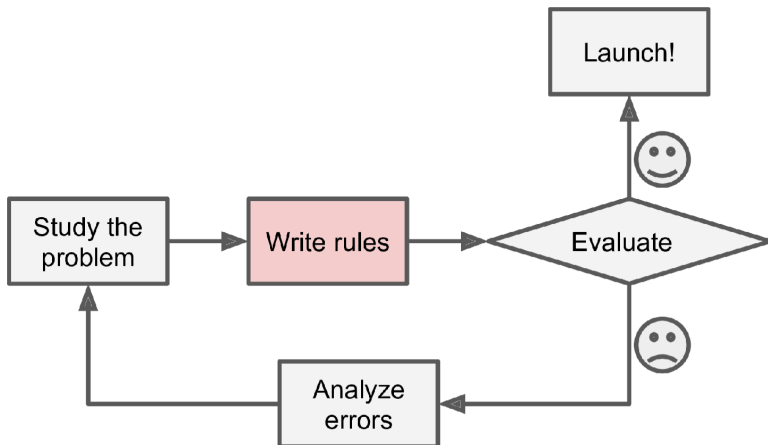 Launch!
Study the
problem
Write rules
Evaluate
Analyze
errors